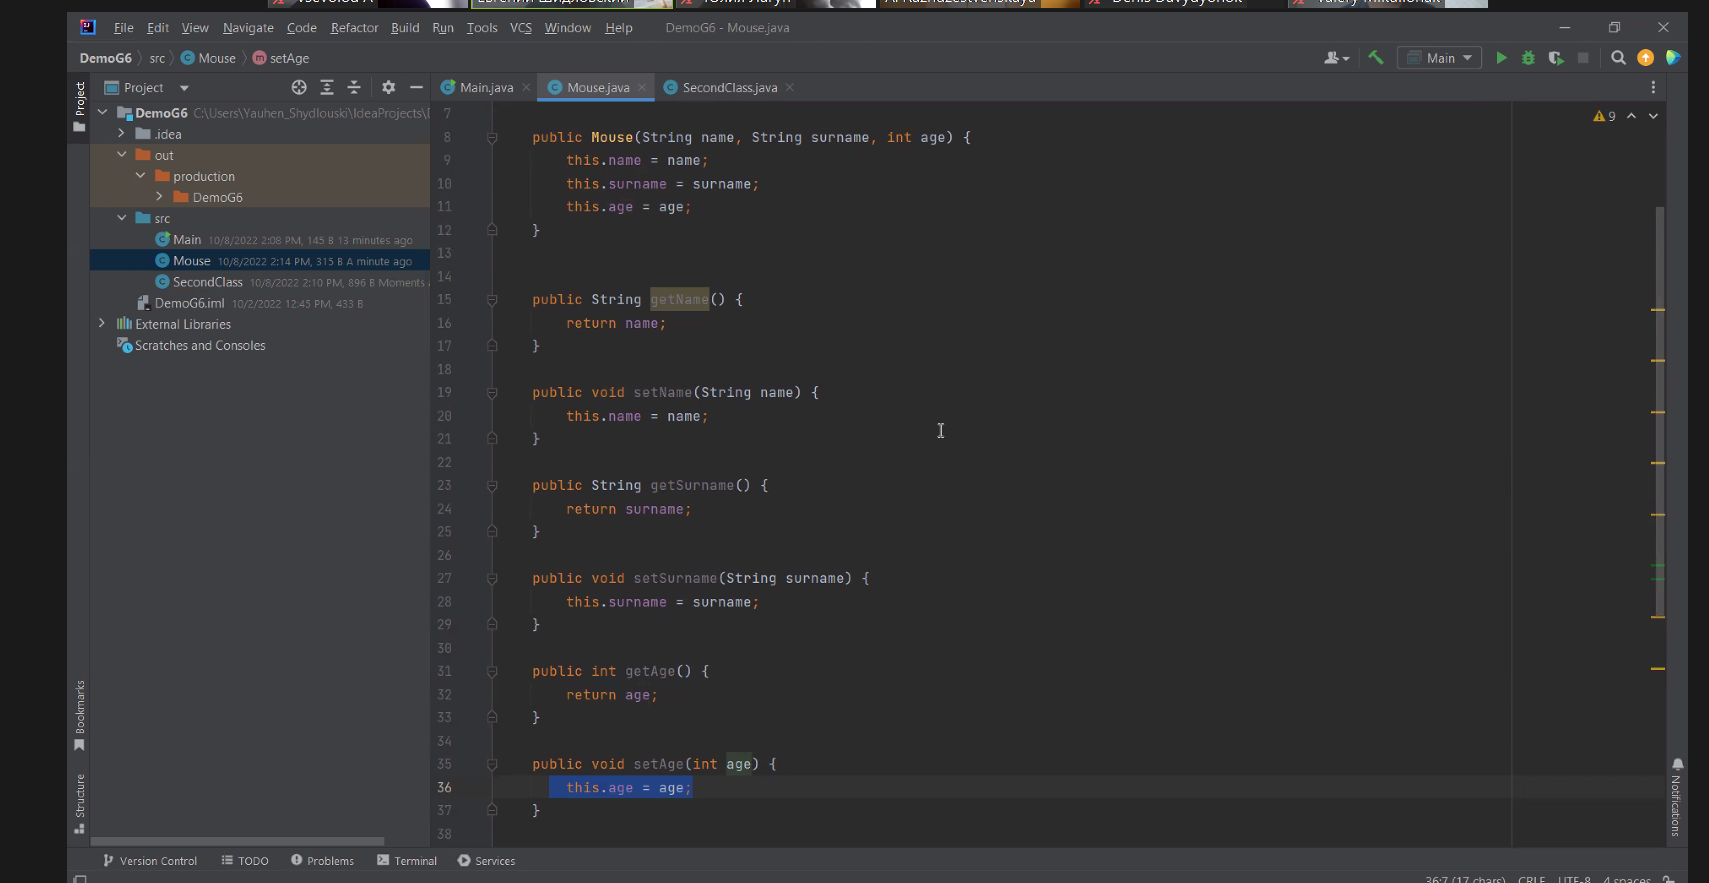 Евгений Шидловский
File Edit View Navigate Code Refactor Build Run Tools VCS Window Help DemoG6 - Mouse.java
DemoG6 src Mouse setAge Main
Project Main.java Mouse.java SecondClass.java
Project
DemoG6 C:\Users\Yauhen_Shydlouski\IdeaProjects\
.idea
out
production
DemoG6
src
Main 10/8/2022 2:08 PM, 145 B 13 minutes ago
Mouse 10/8/2022 2:14 PM, 315 B A minute ago
SecondClass 10/8/2022 2:10 PM, 896 B Moments
DemoG6.iml 10/2/2022 12:45 PM, 433 B
External Libraries
Scratches and Consoles
9
7
8 public Mouse(String name, String surname, int age) {
9 this.name = name;
10 this.surname = surname;
11 this.age = age;
12 }
13
14
15 public String getName() {
16 return name;
17 }
18
19 public void setName(String name) {
20 this.name = name;
21 }
22
23 public String getSurname() {
24 return surname;
25 }
26
27 public void setSurname(String surname) {
28 this.surname = surname;
29 }
30
31 public int getAge() {
32 return age;
33 }
34
35 public void setAge(int age) {
36 this.age = age;
37 }
38
Bookmarks
Structure
Notifications
Version Control TODO Problems Terminal Services
36:7 (17 chars) CRLF UTF-8 4 spaces